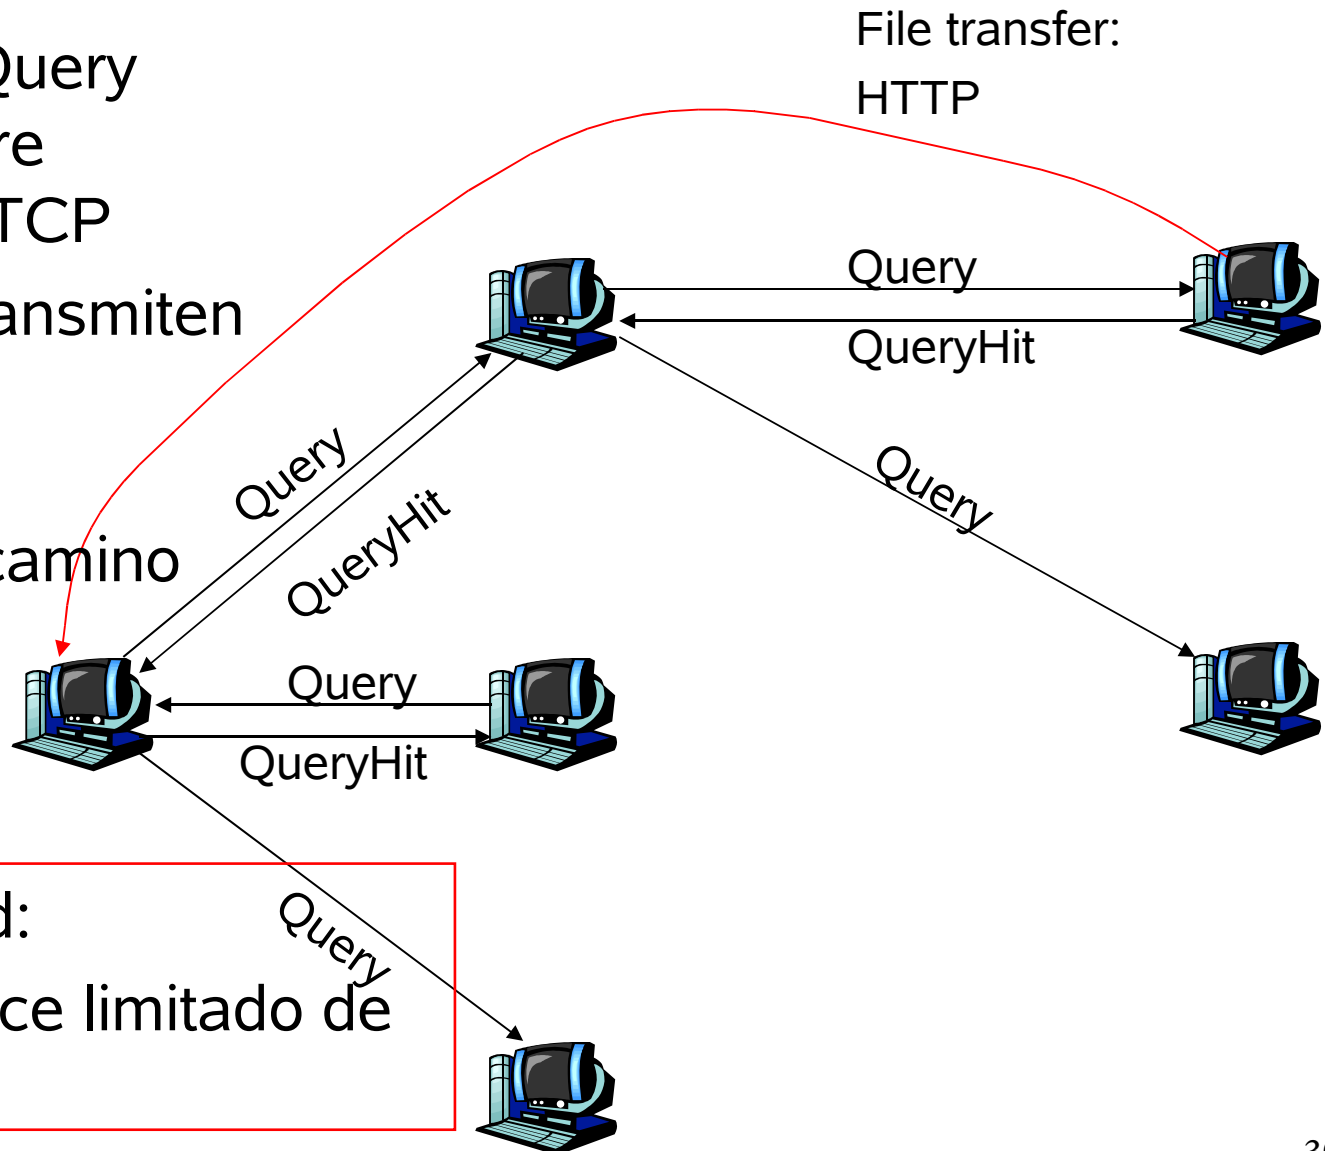 File transfer:
HTTP
Query
re
TCP
ansmiten
camino
Query
QueryHit
Query
QueryHit
Query
Query
QueryHit
d:
ce limitado de
Query